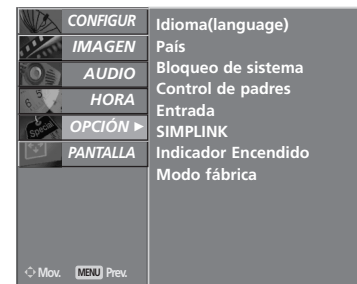 CONFIGUR
IMAGEN
AUDIO
HORA
OPCIÓN ►
PANTALLA
Mov. MENU Prev.
Idioma(language)
País
Bloqueo de sistema
Control de padres
Entrada
SIMPLINK
Indicador Encendido
Modo fábrica
Special